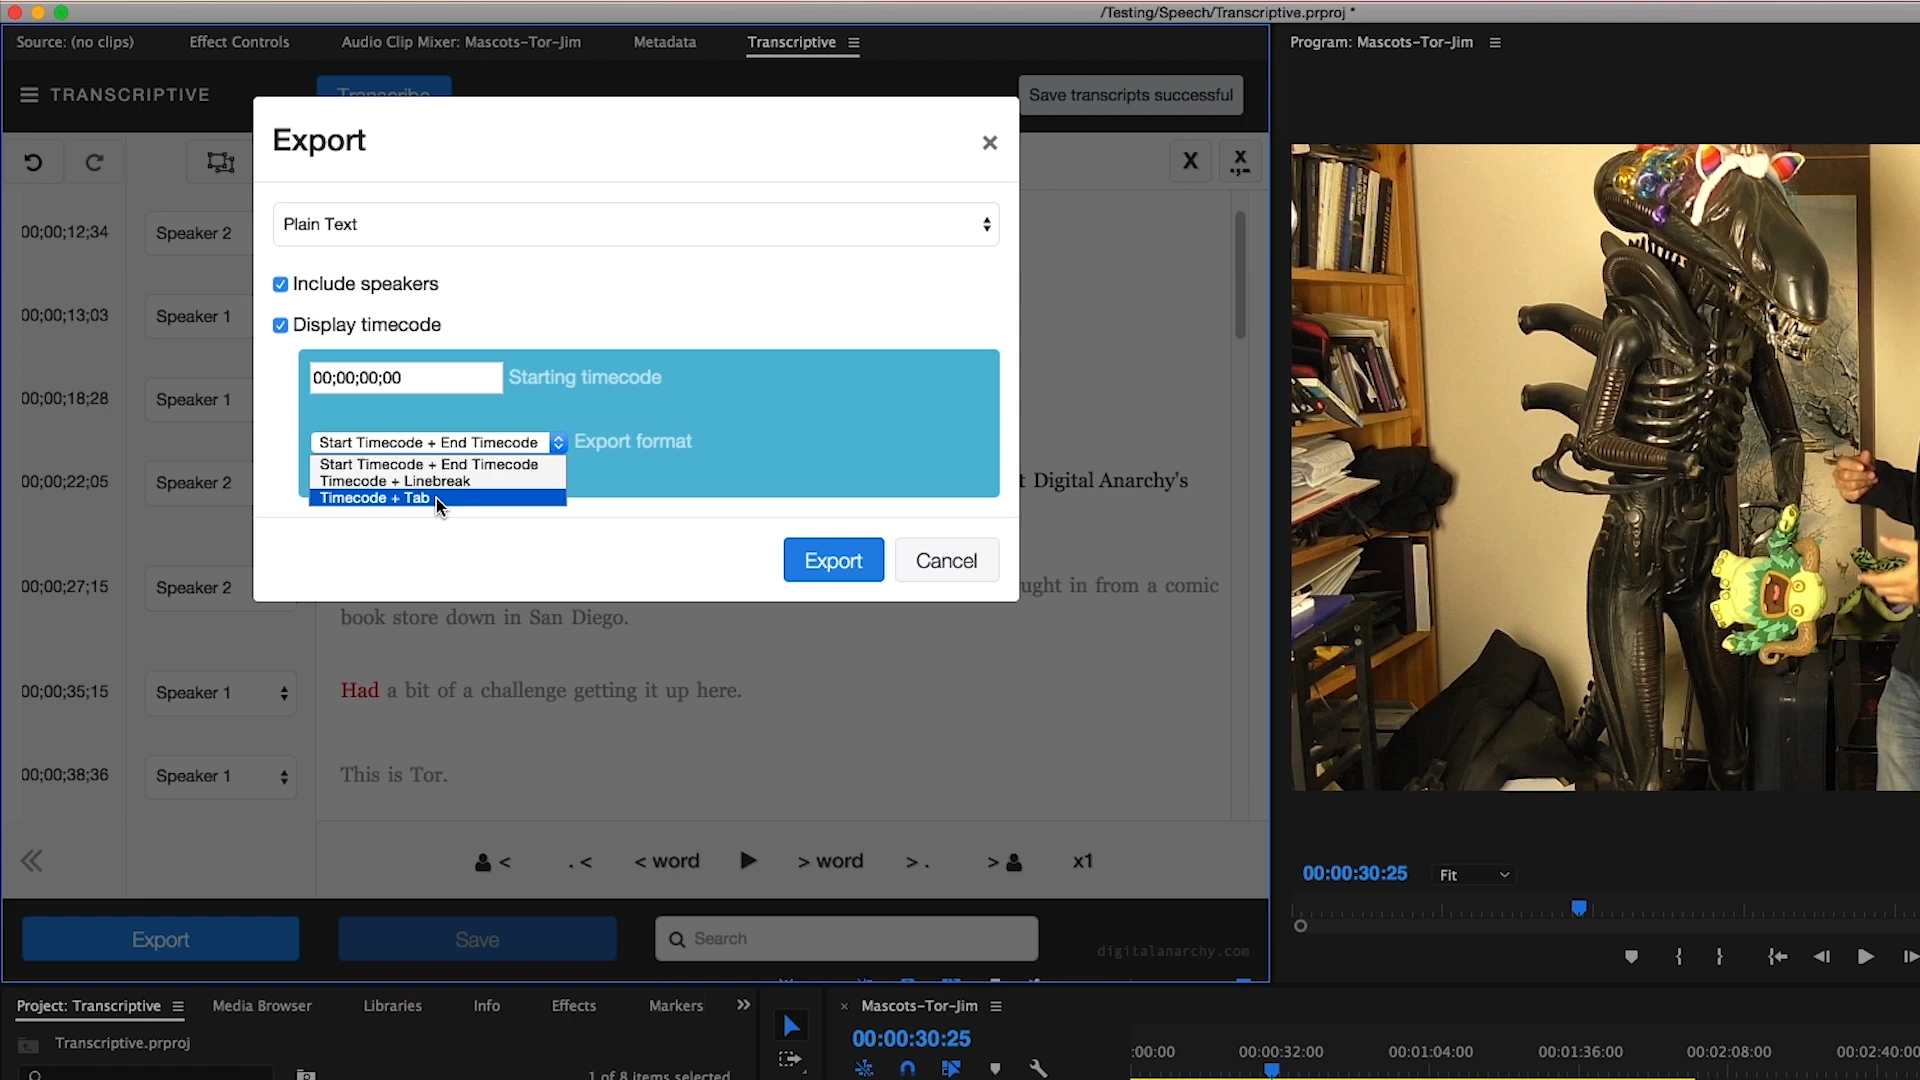 /Testing/Speech/Transcriptive.prproj *
Source: (no clips)
Effect Controls
Audio Clip Mixer: Mascots-Tor-Jim
Metadata
Transcriptive
Program: Mascots-Tor-Jim
TRANSCRIPTIVE
Transcribe
Save transcripts successful
Export
×
X
X
Plain Text
Include speakers
Display timecode
00;00;00;00
Starting timecode
Start Timecode + End Timecode
Export format
Start Timecode + End Timecode
Timecode + Linebreak
Timecode + Tab
Export
Cancel
00;00;12;34
Speaker 2
00;00;13;03
Speaker 1
00;00;18;28
Speaker 1
00;00;22;05
Speaker 2
t Digital Anarchy's
00;00;27;15
Speaker 2
ught in from a comic
book store down in San Diego.
00;00;35;15
Speaker 1
Had a bit of a challenge getting it up here.
00;00;38;36
Speaker 1
This is Tor.
<
. <
< word
> word
> .
>
x1
Export
Save
Search
digitalanarchy.com
00:00:30:25
Fit
Project: Transcriptive
Media Browser
Libraries
Info
Effects
Markers
Transcriptive.prproj
1 of 8 items selected
× Mascots-Tor-Jim
00:00:30:25
:00:00
00:00:32:00
00:01:04:00
00:01:36:00
00:02:08:00
00:02:40:00